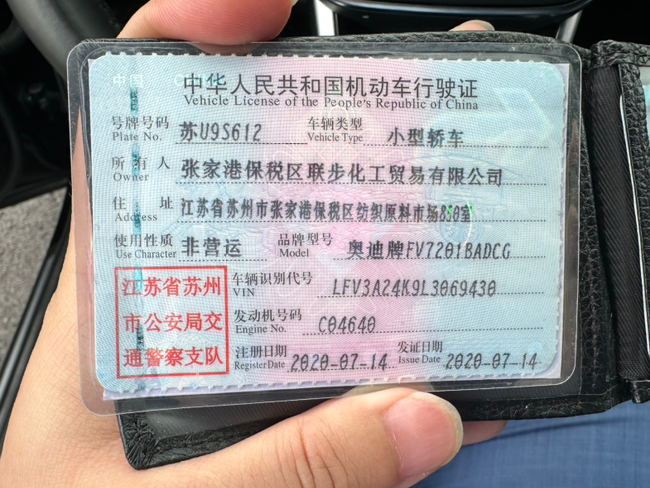 中华人民共和国机动车行驶证
Vehicle License of the People's Republic of China
号牌号码 苏U9S612 车辆类型 小型轿车
Plate No. Vehicle Type
所有人 张家港保税区联步化工贸易有限公司
Owner
住址 江苏省苏州市张家港保税区纺织原料市场850室
Address
使用性质 非营运 品牌型号 奥迪牌FV7201BADCG
Use Character Model
江苏省苏州
市公安局交
通警察支队
车辆识别代号 LFV3A24K9L3069430
VIN
发动机号码 C04640
Engine No.
注册日期 2020-07-14 发证日期 2020-07-14
Register Date Issue Date